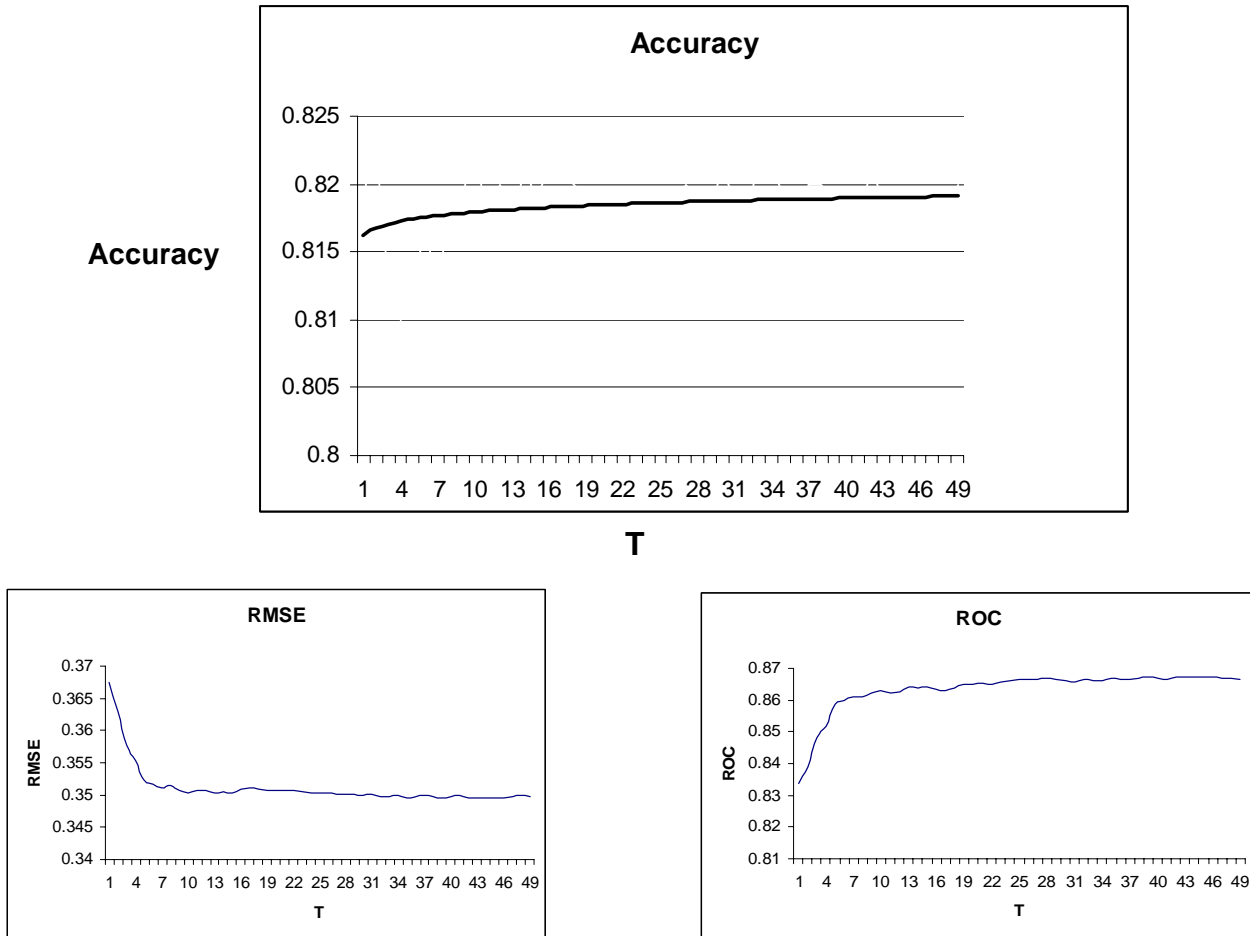 Accuracy
0.825
0.82
0.815
0.81
0.805
0.8
Accuracy
1 4 7 10 13 16 19 22 25 28 31 34 37 40 43 46 49
T
RMSE
0.37
0.365
0.36
0.355
0.35
0.345
0.34
RMSE
1 4 7 10 13 16 19 22 25 28 31 34 37 40 43 46 49
T
ROC
0.87
0.86
0.85
0.84
0.83
0.82
0.81
ROC
1 4 7 10 13 16 19 22 25 28 31 34 37 40 43 46 49
T